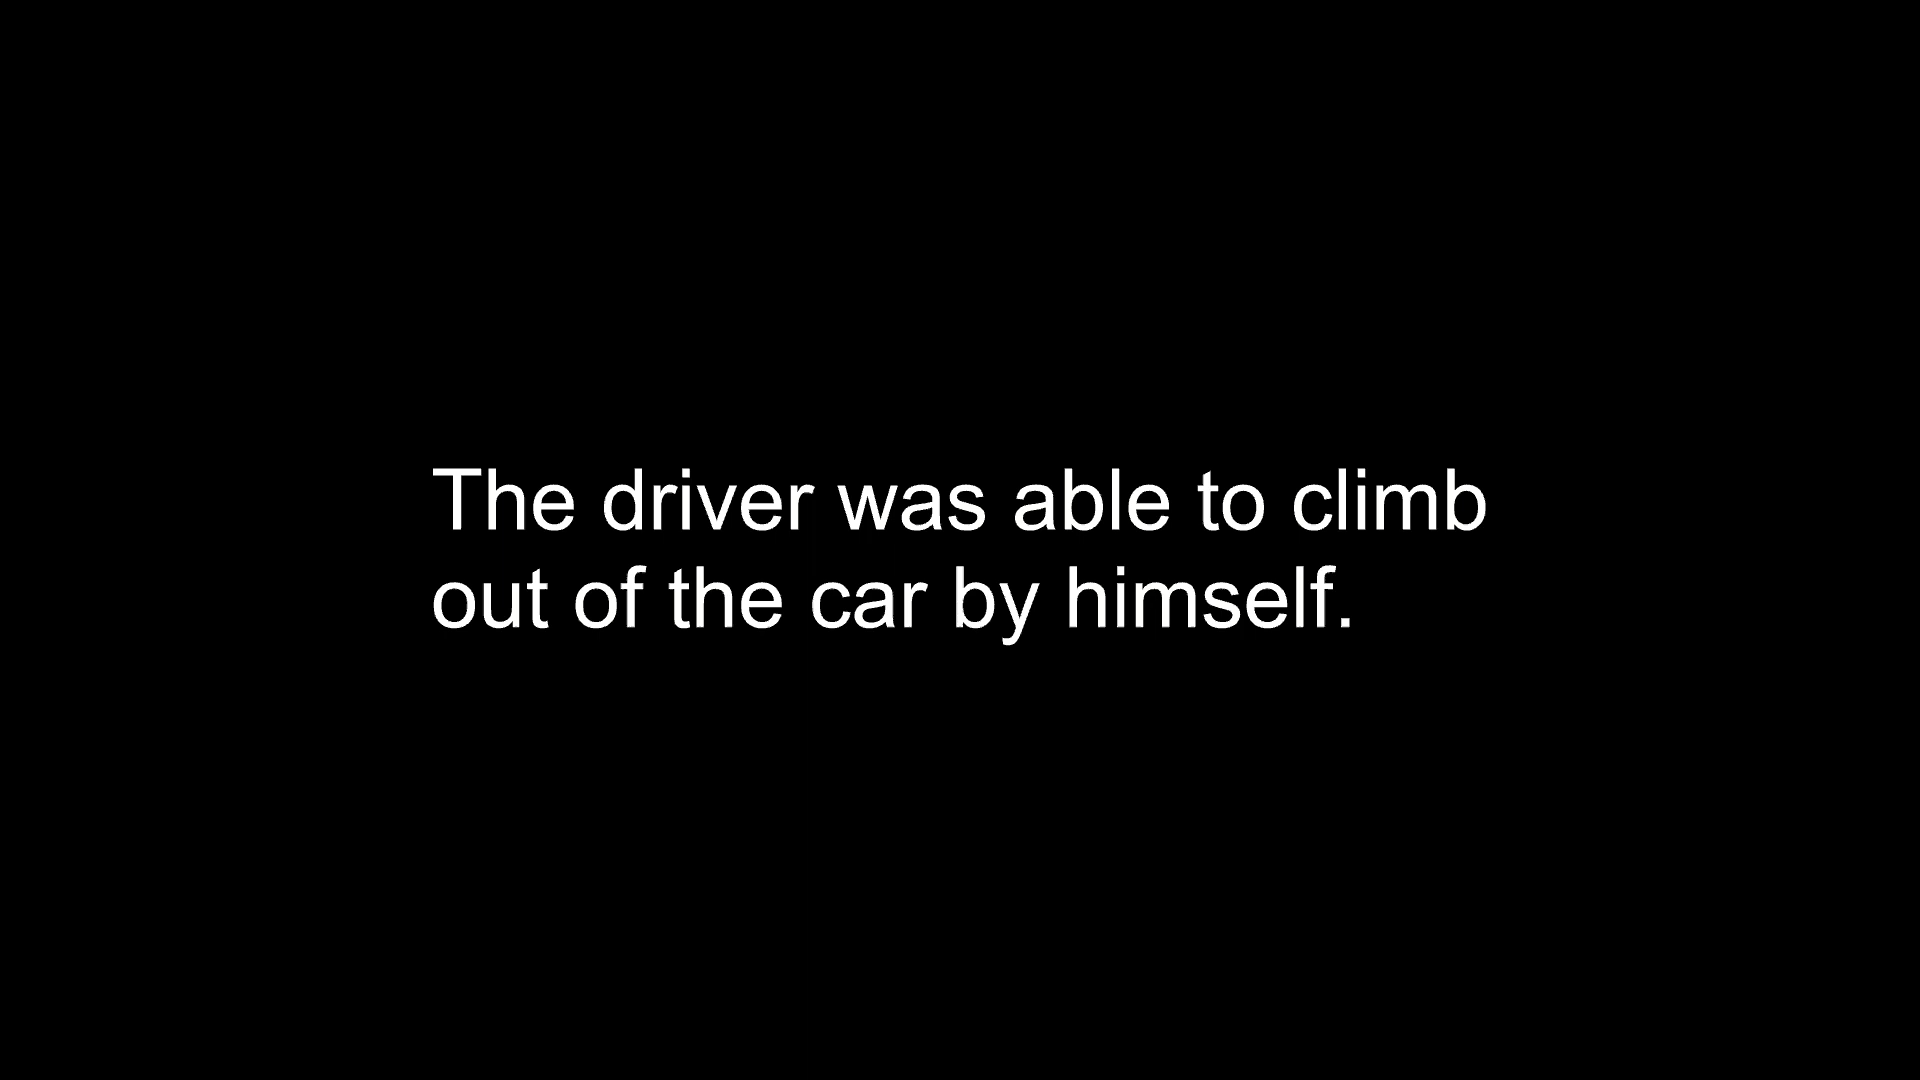 The driver was able to climb
out of the car by himself.